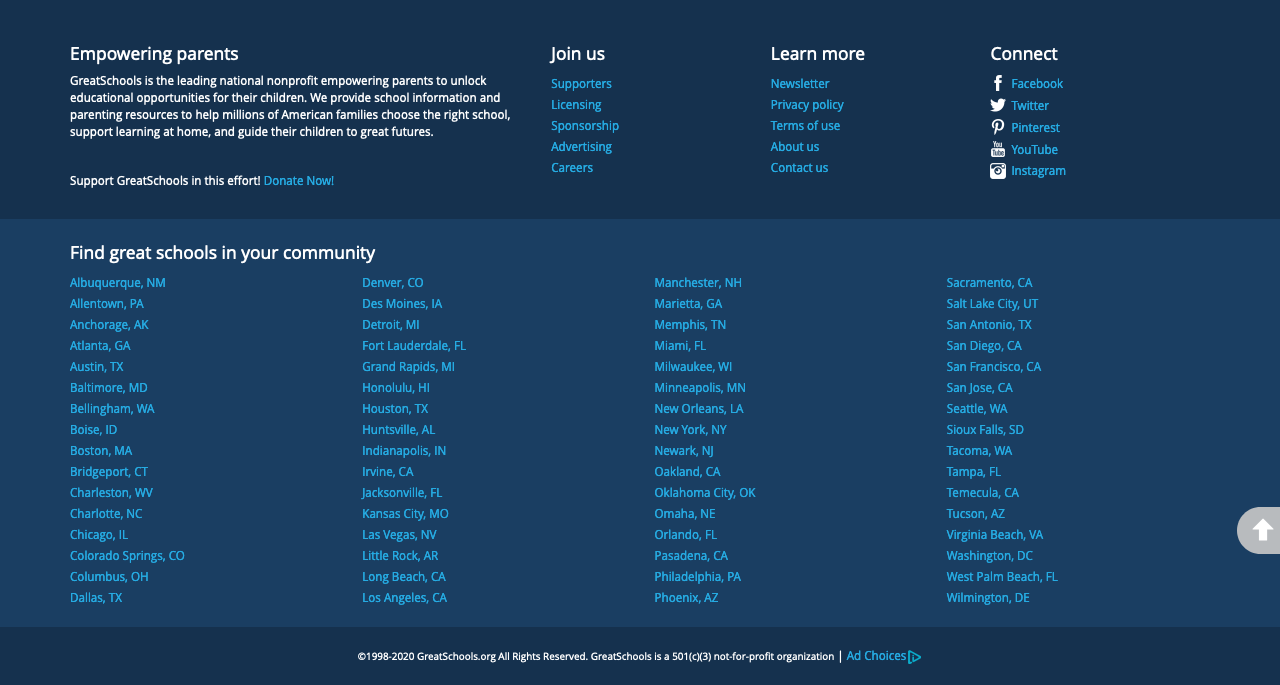 Empowering parents
GreatSchools is the leading national nonprofit empowering parents to unlock
educational opportunities for their children. We provide school information and
parenting resources to help millions of American families choose the right school,
support learning at home, and guide their children to great futures.
Support GreatSchools in this effort! Donate Now!
Join us
Supporters
Licensing
Sponsorship
Advertising
Careers
Learn more
Newsletter
Privacy policy
Terms of use
About us
Contact us
Connect
Facebook
Twitter
Pinterest
You
Tube
YouTube
Instagram
Find great schools in your community
Albuquerque, NM
Allentown, PA
Anchorage, AK
Atlanta, GA
Austin, TX
Baltimore, MD
Bellingham, WA
Boise, ID
Boston, MA
Bridgeport, CT
Charleston, WV
Charlotte, NC
Chicago, IL
Colorado Springs, CO
Columbus, OH
Dallas, TX
Denver, CO
Des Moines, IA
Detroit, MI
Fort Lauderdale, FL
Grand Rapids, MI
Honolulu, HI
Houston, TX
Huntsville, AL
Indianapolis, IN
Irvine, CA
Jacksonville, FL
Kansas City, MO
Las Vegas, NV
Little Rock, AR
Long Beach, CA
Los Angeles, CA
Manchester, NH
Marietta, GA
Memphis, TN
Miami, FL
Milwaukee, WI
Minneapolis, MN
New Orleans, LA
New York, NY
Newark, NJ
Oakland, CA
Oklahoma City, OK
Omaha, NE
Orlando, FL
Pasadena, CA
Philadelphia, PA
Phoenix, AZ
Sacramento, CA
Salt Lake City, UT
San Antonio, TX
San Diego, CA
San Francisco, CA
San Jose, CA
Seattle, WA
Sioux Falls, SD
Tacoma, WA
Tampa, FL
Temecula, CA
Tucson, AZ
Virginia Beach, VA
Washington, DC
West Palm Beach, FL
Wilmington, DE
©1998-2020 GreatSchools.org All Rights Reserved. GreatSchools is a 501(c)(3) not-for-profit organization | Ad Choices